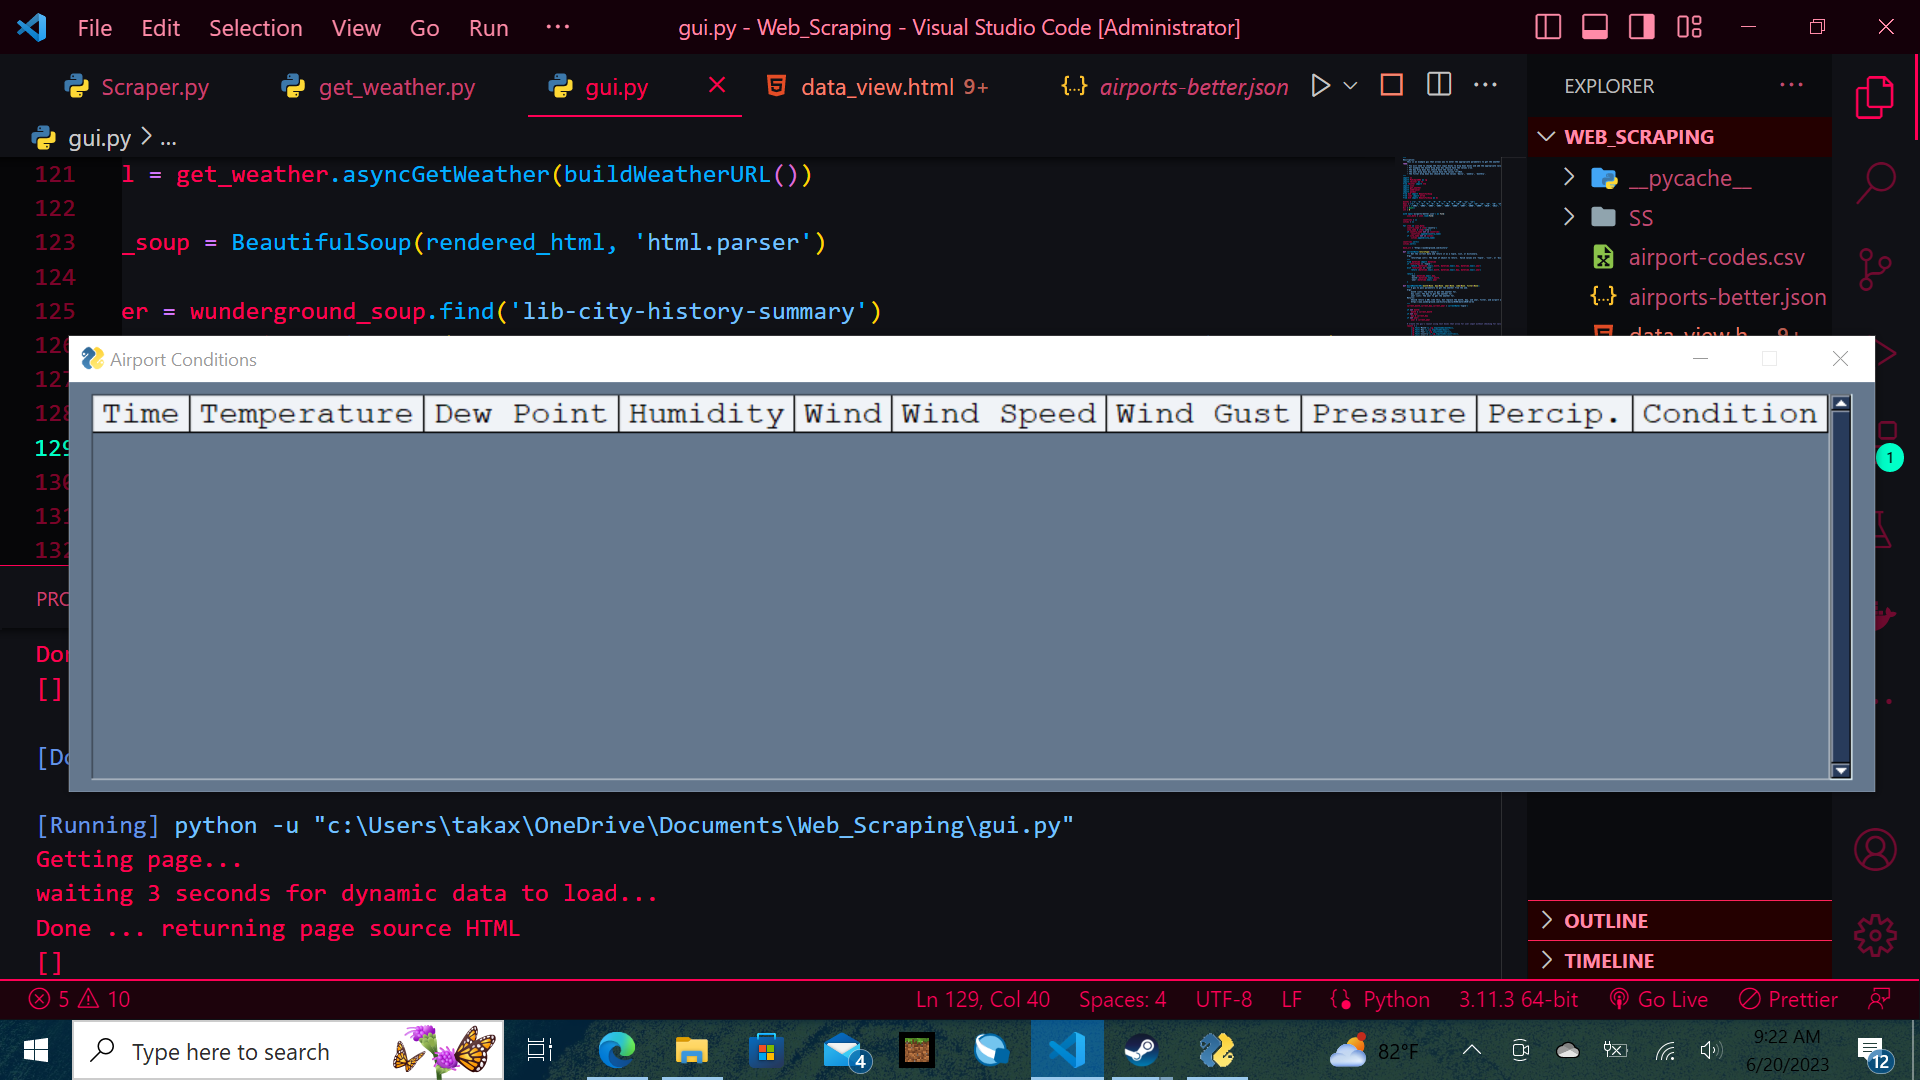 File Edit Selection View Go Run ···
gui.py - Web_Scraping - Visual Studio Code [Administrator]
Scraper.py
get_weather.py
gui.py
data_view.html 9+
airports-better.json
gui.py > ...
121 l = get_weather.asyncGetWeather(buildWeatherURL())
122
123 _soup = BeautifulSoup(rendered_html, 'html.parser')
124
125 er = wunderground_soup.find('lib-city-history-summary')
126
127
128
129
130
131
132
Airport Conditions
Time Temperature Dew Point Humidity Wind Wind Speed Wind Gust Pressure Percip. Condition
PRO
Don
[]
[Do
[Running] python -u "c:\Users\takax\OneDrive\Documents\Web_Scraping\gui.py"
Getting page...
waiting 3 seconds for dynamic data to load...
Done ... returning page source HTML
[]
EXPLORER
WEB_SCRAPING
__pycache__
SS
airport-codes.csv
airports-better.json
data_view.h... 9+
1
OUTLINE
TIMELINE
5 10
Ln 129, Col 40 Spaces: 4 UTF-8 LF Python 3.11.3 64-bit Go Live Prettier
Type here to search
4
82°F
9:22 AM
6/20/2023
12